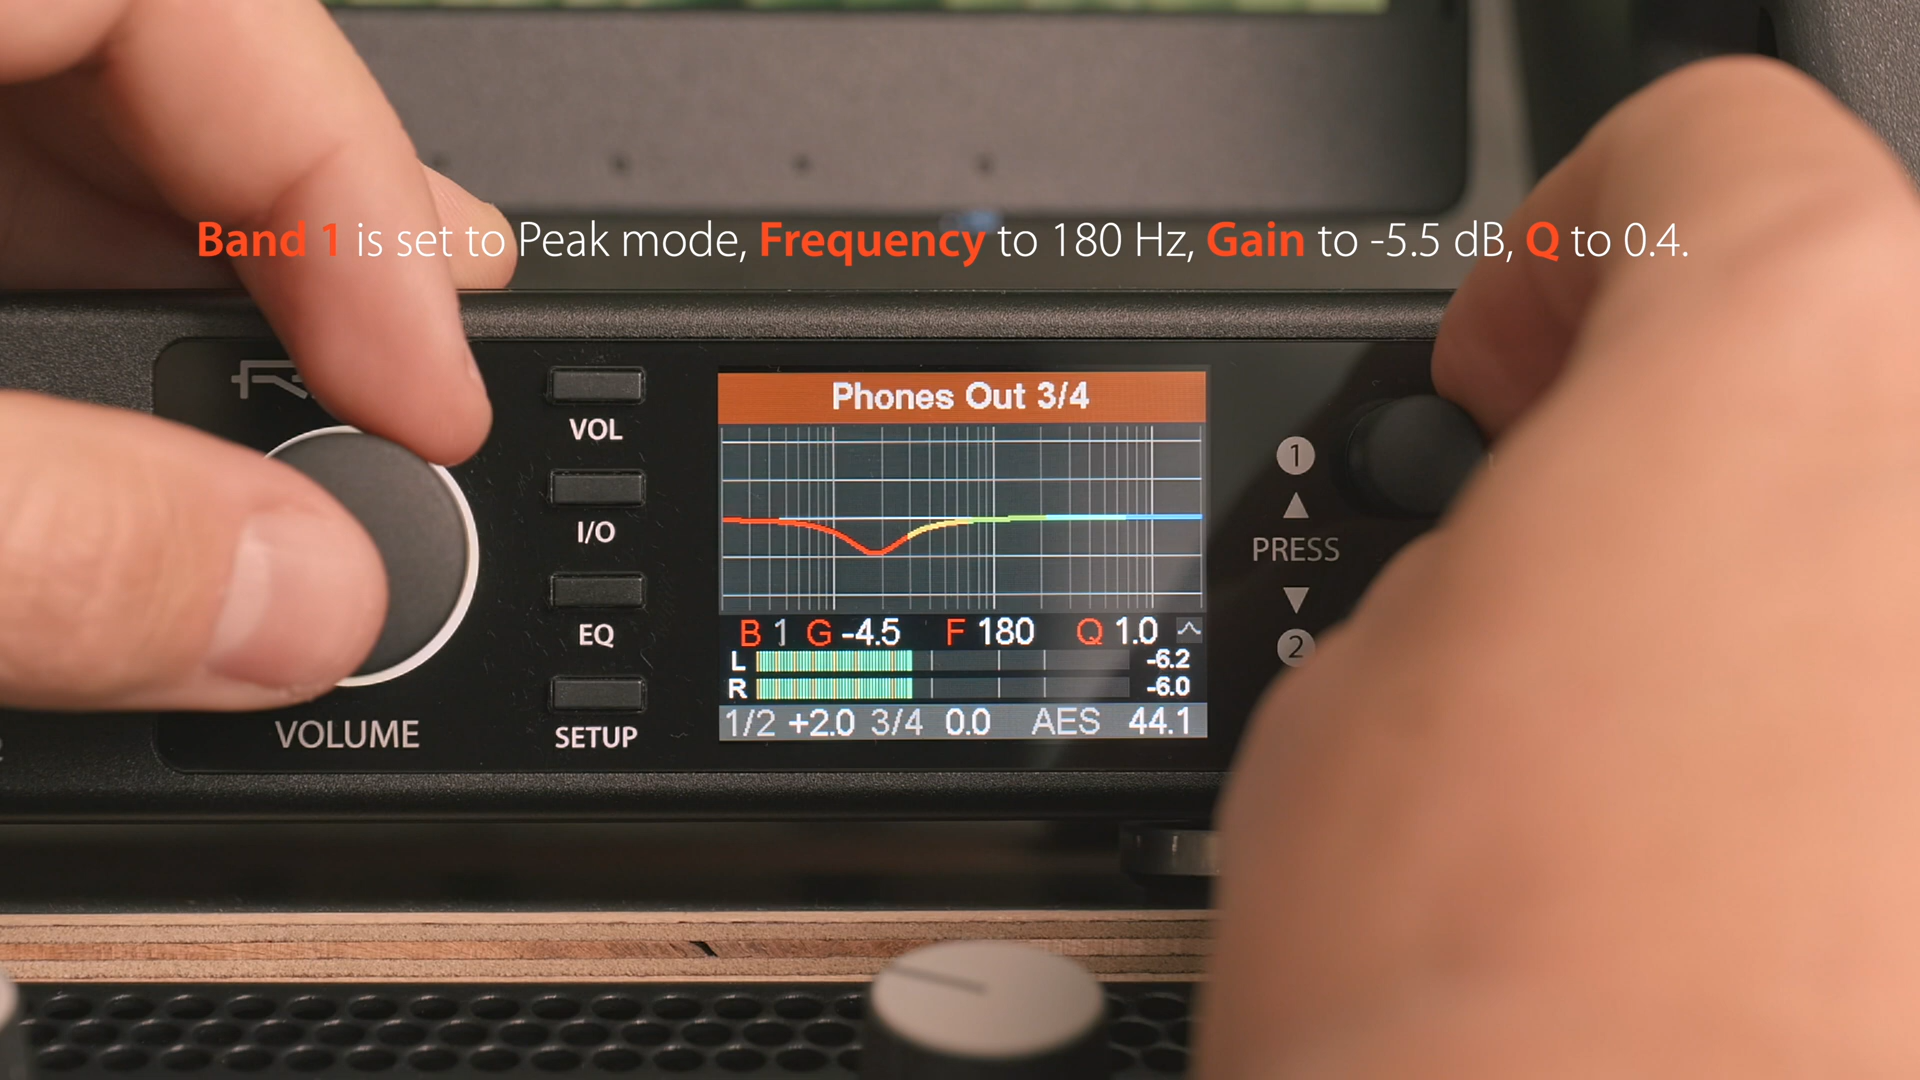 Band 1 is set to Peak mode, Frequency to 180 Hz, Gain to -5.5 dB, Q to 0.4.
VOL
I/O
EQ
SETUP
VOLUME
Phones Out 3/4
B 1 G -4.5 F 180 Q 1.0
L -6.2
R -6.0
1/2 +2.0 3/4 0.0 AES 44.1
1
PRESS
2